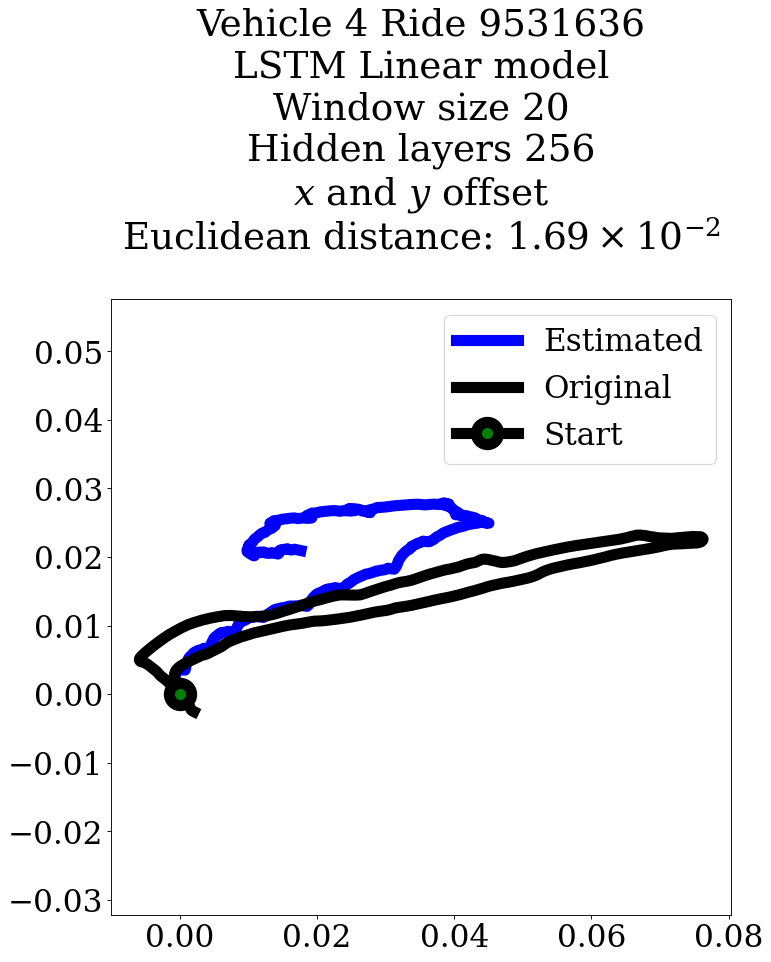 Vehicle 4 Ride 9531636
LSTM Linear model
Window size 20
Hidden layers 256
x and y offset
Euclidean distance: 1.69 × 10⁻²
Estimated
Original
Start
0.05
0.04
0.03
0.02
0.01
0.00
−0.01
−0.02
−0.03
0.00 0.02 0.04 0.06 0.08